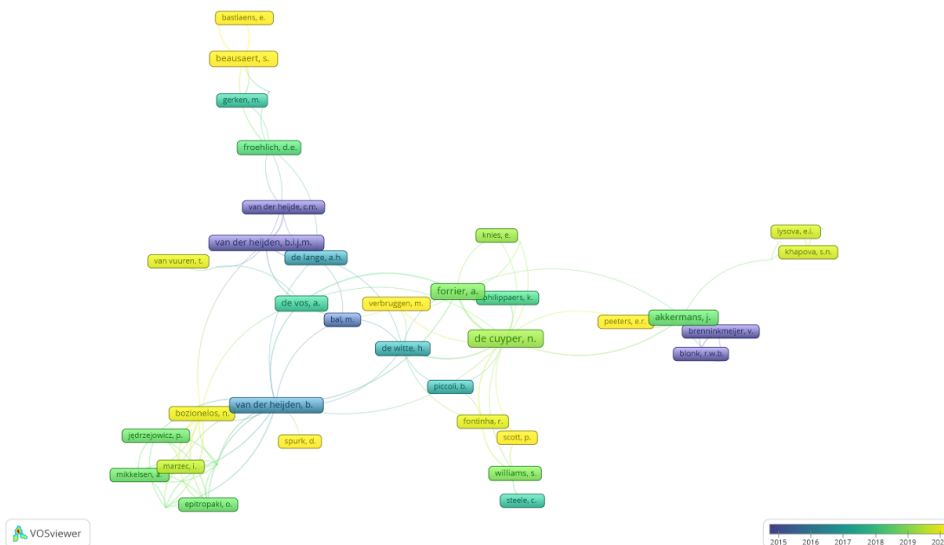 bastiaens, e.
beausaert, s.
gerken, m.
froehlich, d.e.
van der heijde, c.m.
van der heijden, b.i.j.m.
de lange, a.h.
van vuuren, t.
knies, e.
lysova, e.i.
khapova, s.n.
forrier, a.
philippaers, k.
de vos, a.
verbruggen, m.
bal, m.
peeters, e.r.
akkermans, j.
brenninkmeijer, v.
blonk, r.w.b.
de cuyper, n.
de witte, h.
piccoli, b.
van der heijden, b.
bozionelos, n.
fontinha, r.
jędrzejowicz, p.
spurk, d.
scott, p.
marzec, i.
mikkelsen, a.
williams, s.
epitropaki, o.
steele, c.
VOSviewer
2015 2016 2017 2018 2019